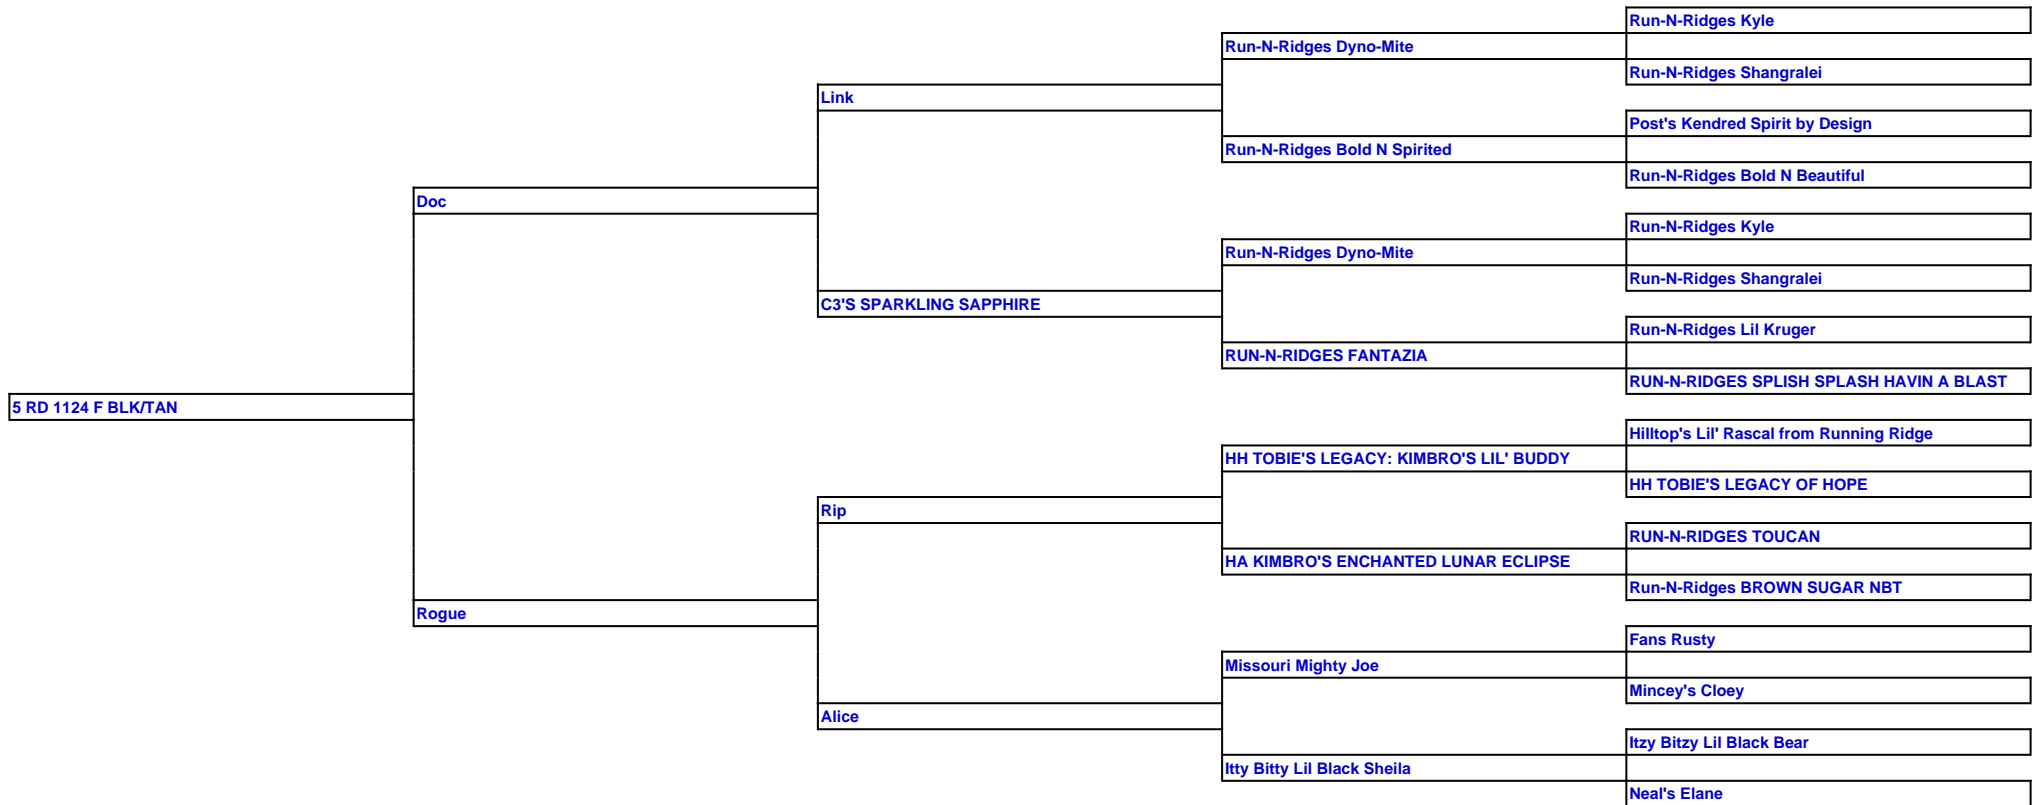 Run-N-Ridges Kyle
Run-N-Ridges Dyno-Mite
Run-N-Ridges Shangralei
Link
Post's Kendred Spirit by Design
Run-N-Ridges Bold N Spirited
Run-N-Ridges Bold N Beautiful
Doc
Run-N-Ridges Kyle
Run-N-Ridges Dyno-Mite
Run-N-Ridges Shangralei
C3'S SPARKLING SAPPHIRE
Run-N-Ridges Lil Kruger
RUN-N-RIDGES FANTAZIA
RUN-N-RIDGES SPLISH SPLASH HAVIN A BLAST
5 RD 1124 F BLK/TAN
Hilltop's Lil' Rascal from Running Ridge
HH TOBIE'S LEGACY: KIMBRO'S LIL' BUDDY
HH TOBIE'S LEGACY OF HOPE
Rip
RUN-N-RIDGES TOUCAN
HA KIMBRO'S ENCHANTED LUNAR ECLIPSE
Run-N-Ridges BROWN SUGAR NBT
Rogue
Fans Rusty
Missouri Mighty Joe
Mincey's Cloey
Alice
Itzy Bitzy Lil Black Bear
Itty Bitty Lil Black Sheila
Neal's Elane